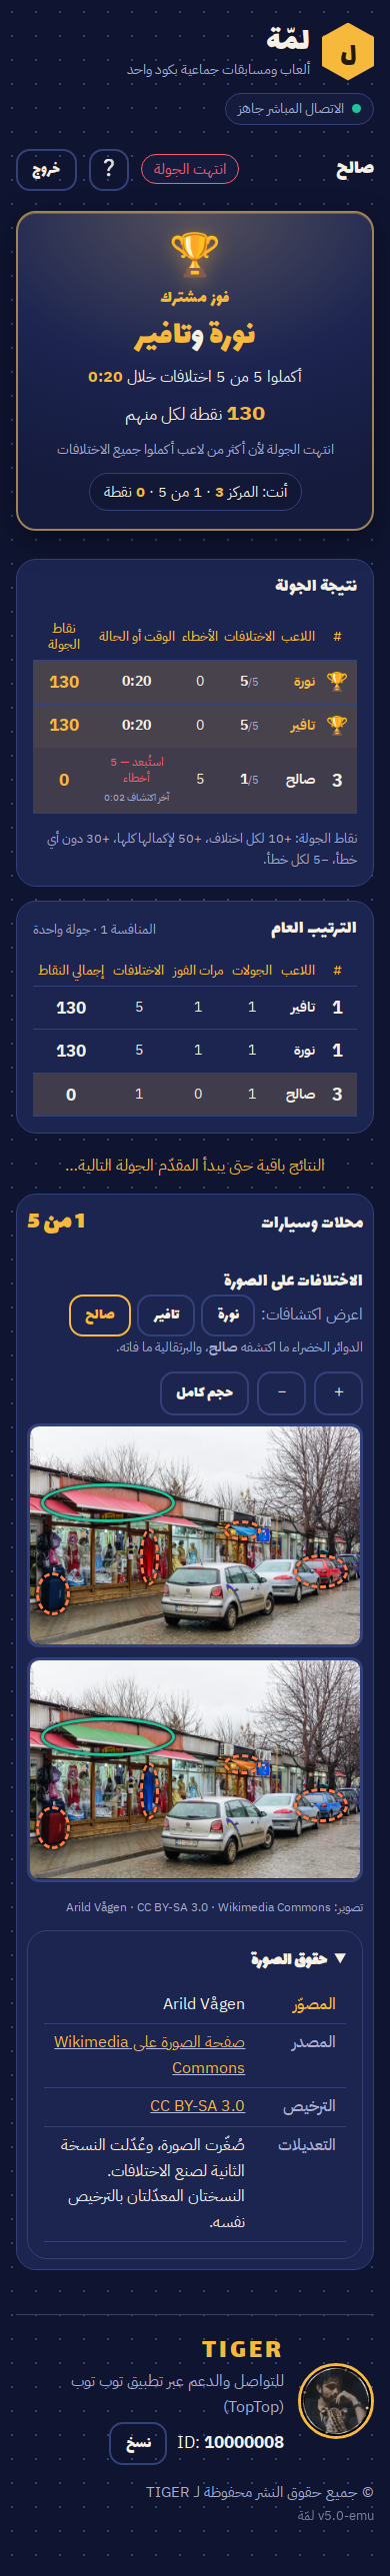 ل
لمّة
ألعاب ومسابقات جماعية بكود واحد
الاتصال المباشر جاهز
صالح
انتهت الجولة
?
خروج
فوز مشترك
نورة وتافير
أكملوا 5 من 5 اختلافات خلال 0:20
130 نقطة لكل منهم
انتهت الجولة لأن أكثر من لاعب أكملوا جميع الاختلافات
أنت: المركز 3 · 1 من 5 · 0 نقطة
نتيجة الجولة
# اللاعب الاختلافات الأخطاء الوقت أو الحالة نقاط الجولة
نورة 5/5 0 0:20 130
تافير 5/5 0 0:20 130
3 صالح 1/5 5 استُبعد — 5 أخطاء 0
آخر اكتشاف 0:02
نقاط الجولة: +10 لكل اختلاف، +50 لإكمالها كلها، +30 دون أي
خطأ، −5 لكل خطأ.
الترتيب العام
المنافسة 1 · جولة واحدة
# اللاعب الجولات مرات الفوز الاختلافات إجمالي النقاط
1 تافير 1 1 5 130
1 نورة 1 1 5 130
3 صالح 1 0 1 0
النتائج باقية حتى يبدأ المقدّم الجولة التالية...
محلات وسيارات
1 من 5
الاختلافات على الصورة
اعرض اكتشافات: نورة تافير صالح
الدوائر الخضراء ما اكتشفه صالح، والبرتقالية ما فاته.
+ − حجم كامل
تصوير: Arild Vågen · CC BY-SA 3.0 · Wikimedia Commons
▼ حقوق الصورة
المصوّر Arild Vågen
المصدر صفحة الصورة على Wikimedia
Commons
الترخيص CC BY-SA 3.0
التعديلات صُغّرت الصورة، وعُدّلت النسخة
الثانية لصنع الاختلافات.
النسختان المعدّلتان بالترخيص
نفسه.
TIGER
للتواصل والدعم عبر تطبيق توب توب
(TopTop)
ID: 10000008
نسخ
© جميع حقوق النشر محفوظة لـ TIGER
لمّة v5.0-emu